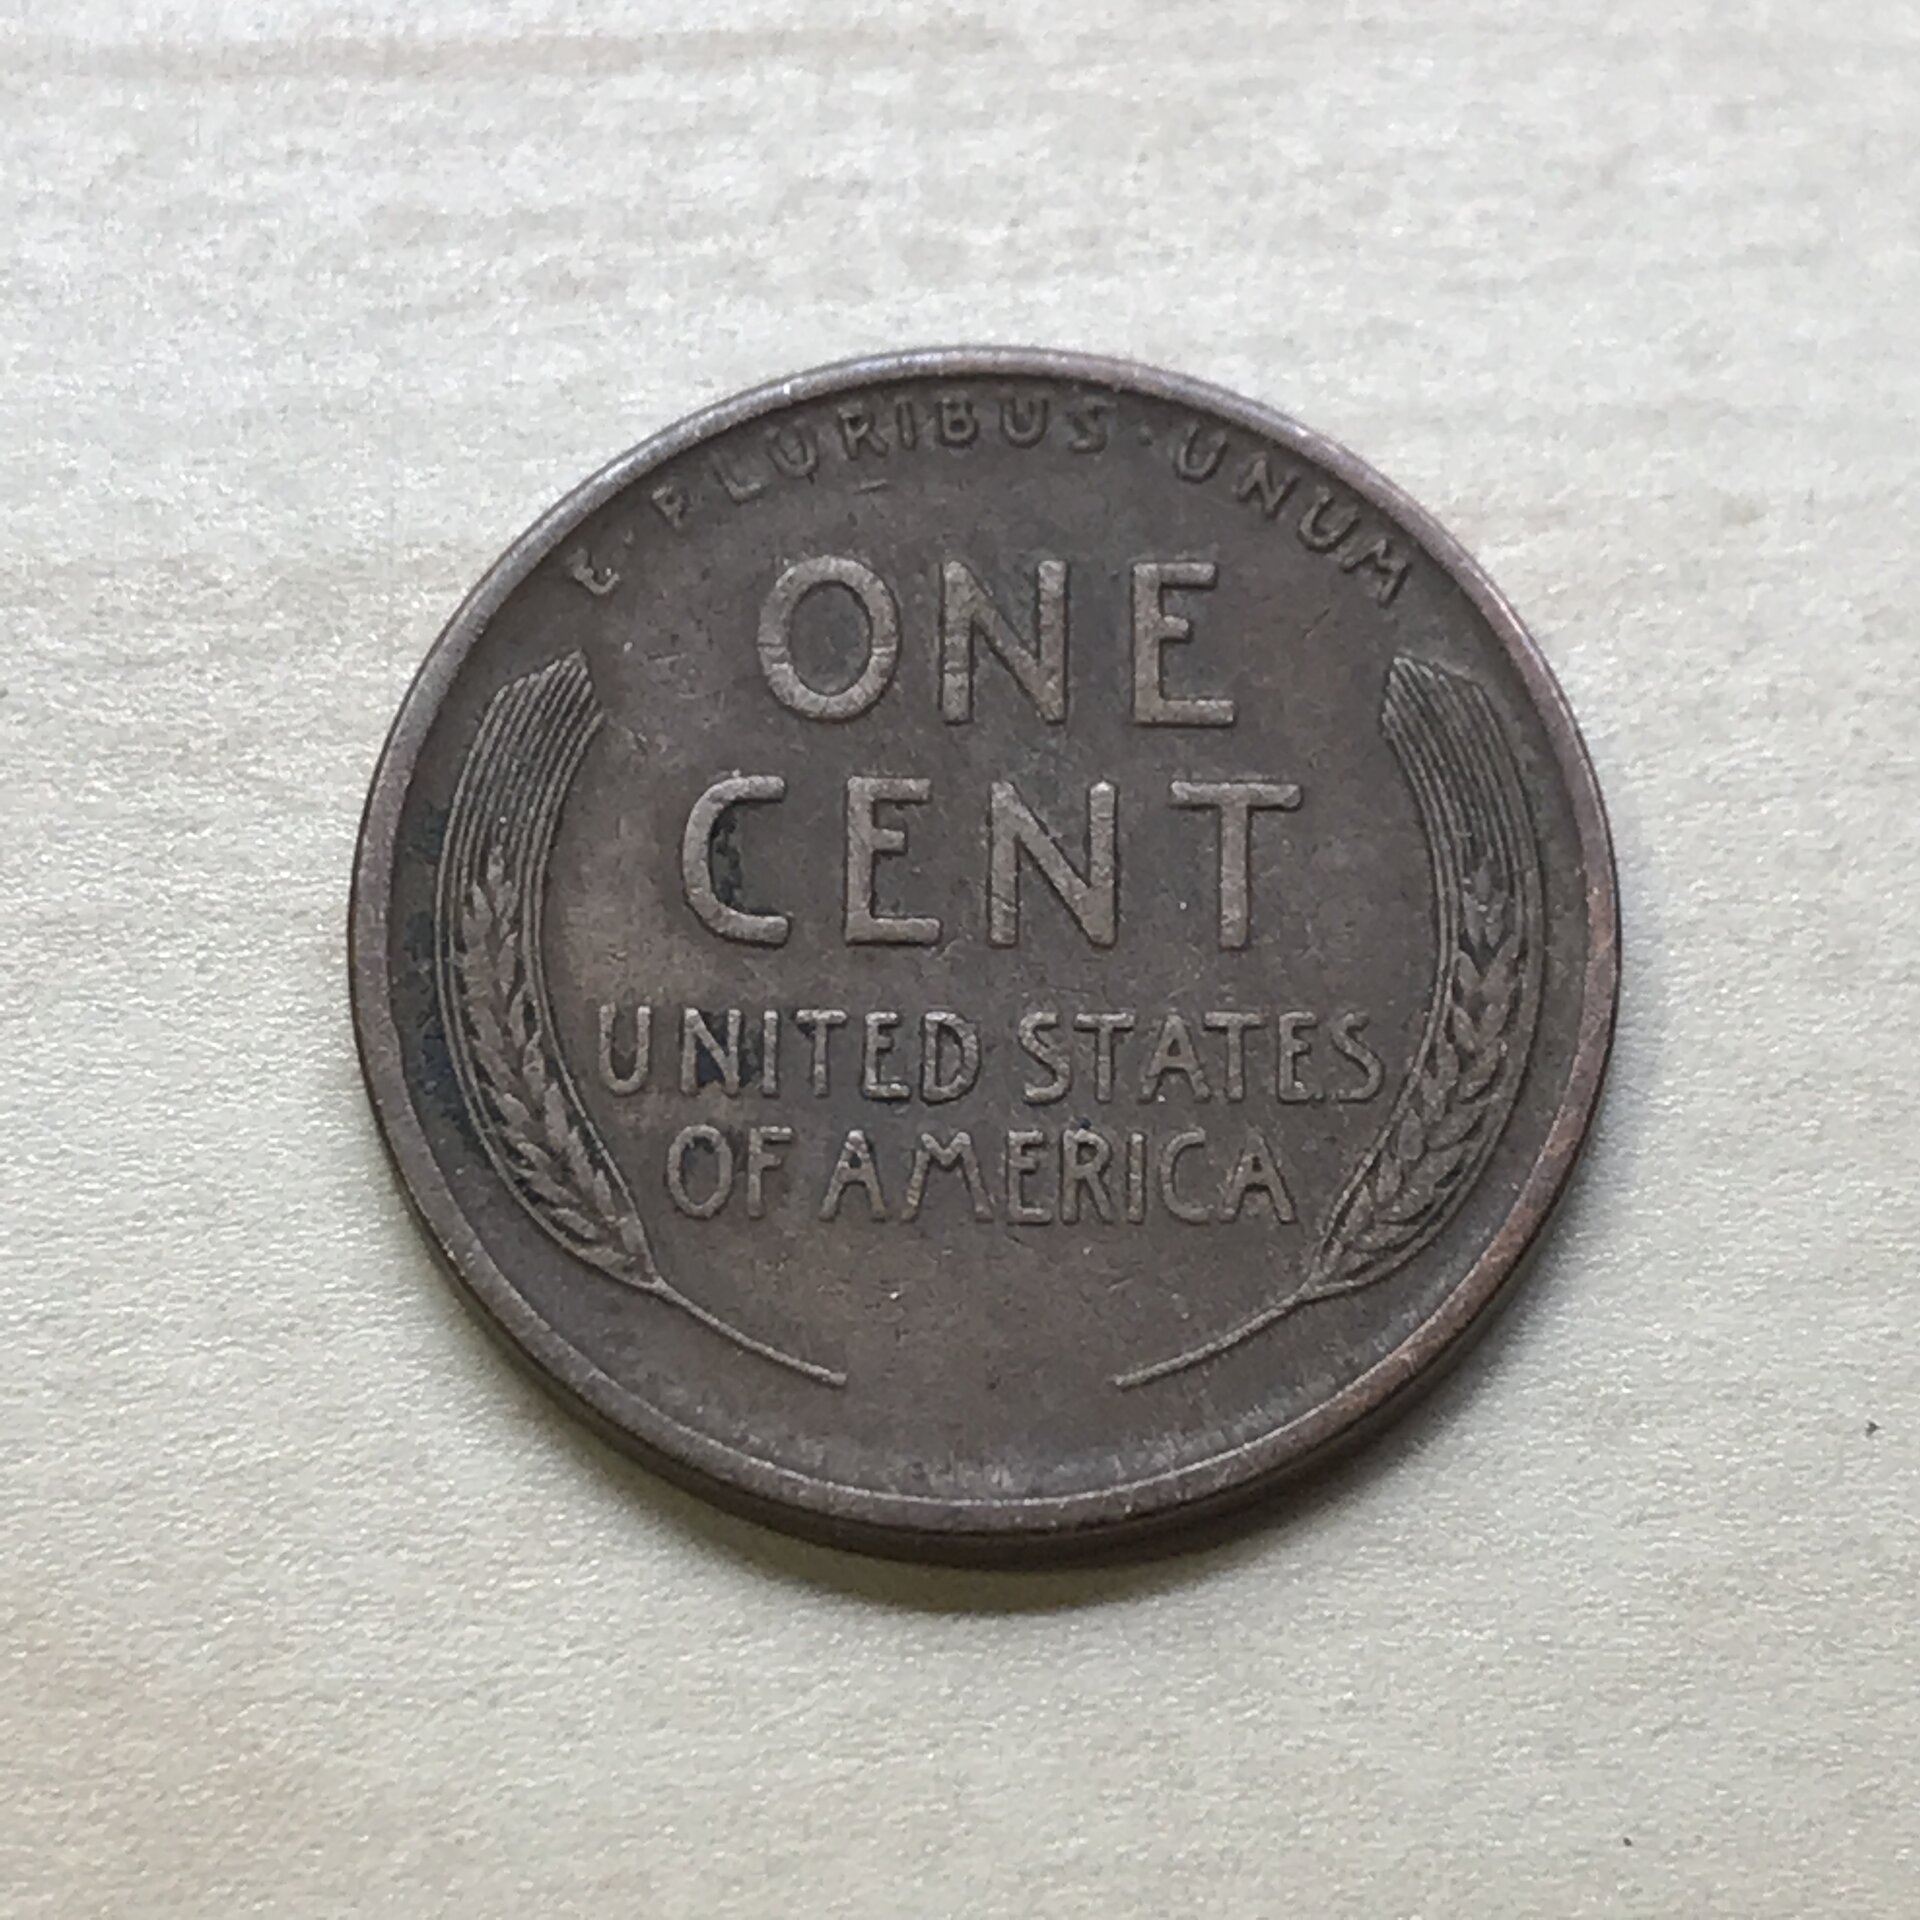 E·PLURIBUS·UNUM
ONE
CENT
UNITED STATES
OF AMERICA